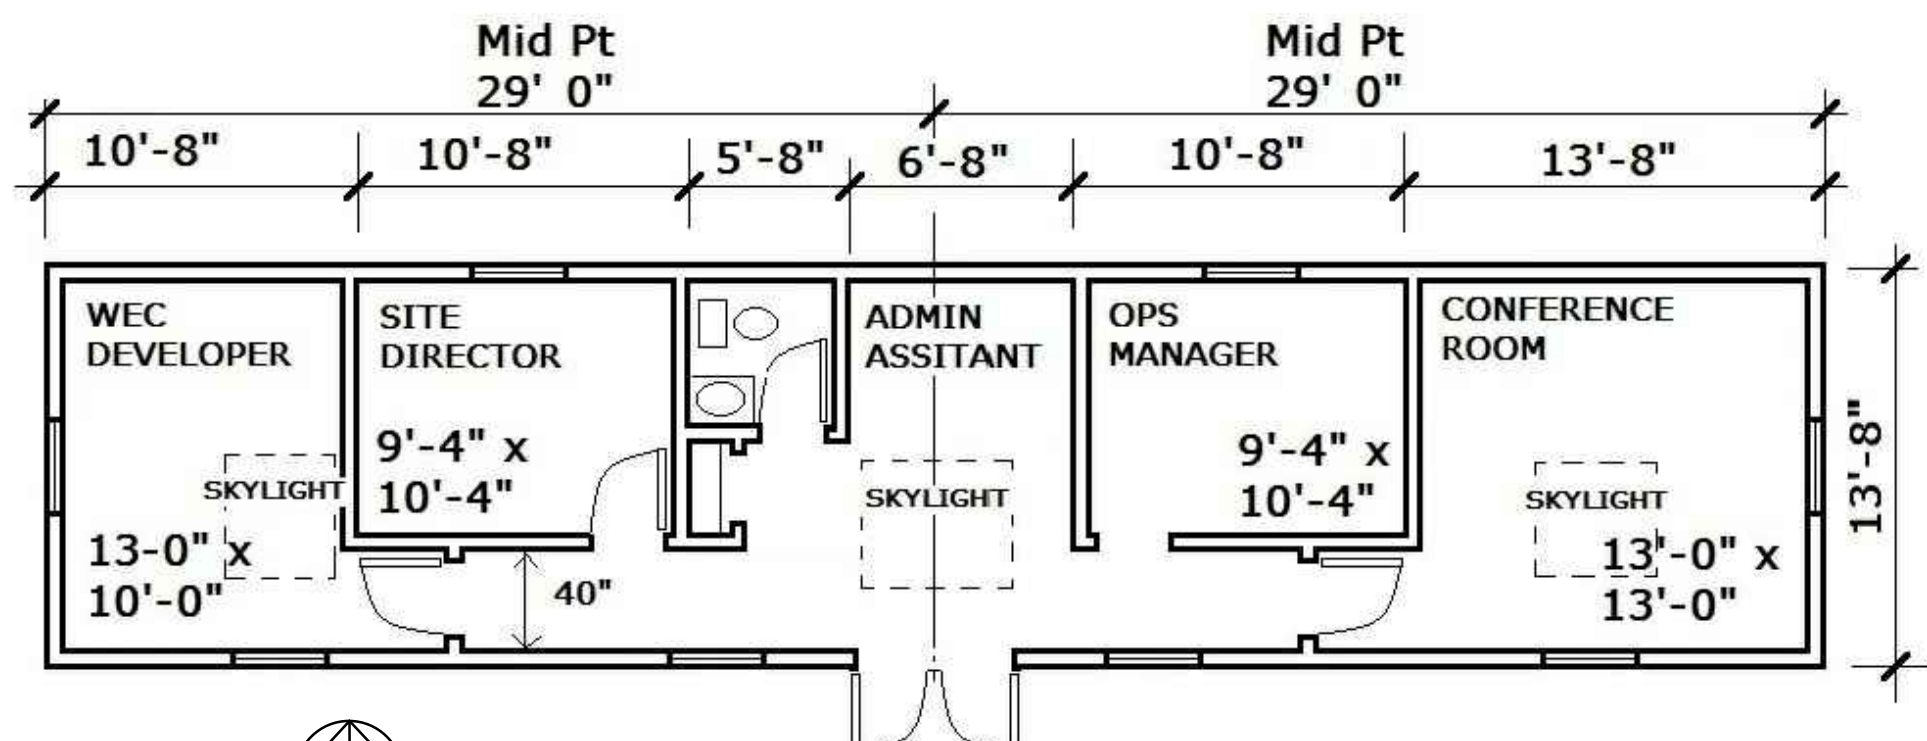 Mid Pt
29' 0"
Mid Pt
29' 0"
10'-8"
10'-8"
5'-8"
6'-8"
10'-8"
13'-8"
WEC
DEVELOPER
SKYLIGHT
13-0" x
10'-0"
SITE
DIRECTOR
9'-4" x
10'-4"
40"
ADMIN
ASSITANT
SKYLIGHT
OPS
MANAGER
9'-4" x
10'-4"
CONFERENCE
ROOM
SKYLIGHT
13'-0" x
13'-0"
13'-8"